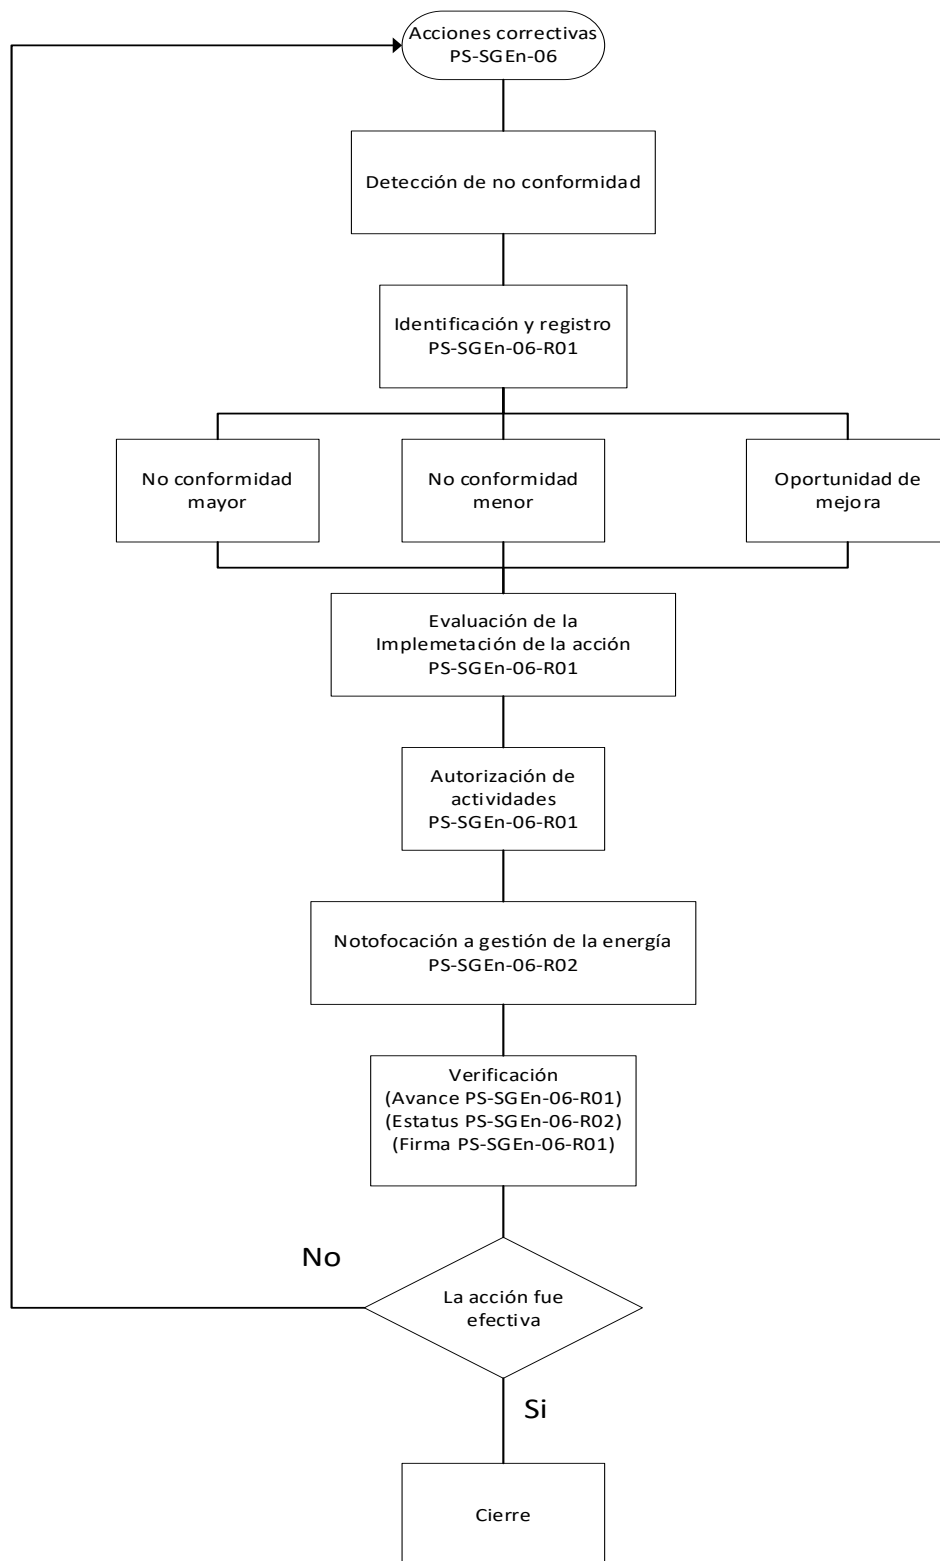 Acciones correctivas
PS-SGEn-06
Detección de no conformidad
Identificación y registro
PS-SGEn-06-R01
No conformidad
mayor
No conformidad
menor
Oportunidad de
mejora
Evaluación de la
Implemetación de la acción
PS-SGEn-06-R01
Autorización de
actividades
PS-SGEn-06-R01
Notofocación a gestión de la energía
PS-SGEn-06-R02
Verificación
(Avance PS-SGEn-06-R01)
(Estatus PS-SGEn-06-R02)
(Firma PS-SGEn-06-R01)
No
La acción fue
efectiva
Si
Cierre